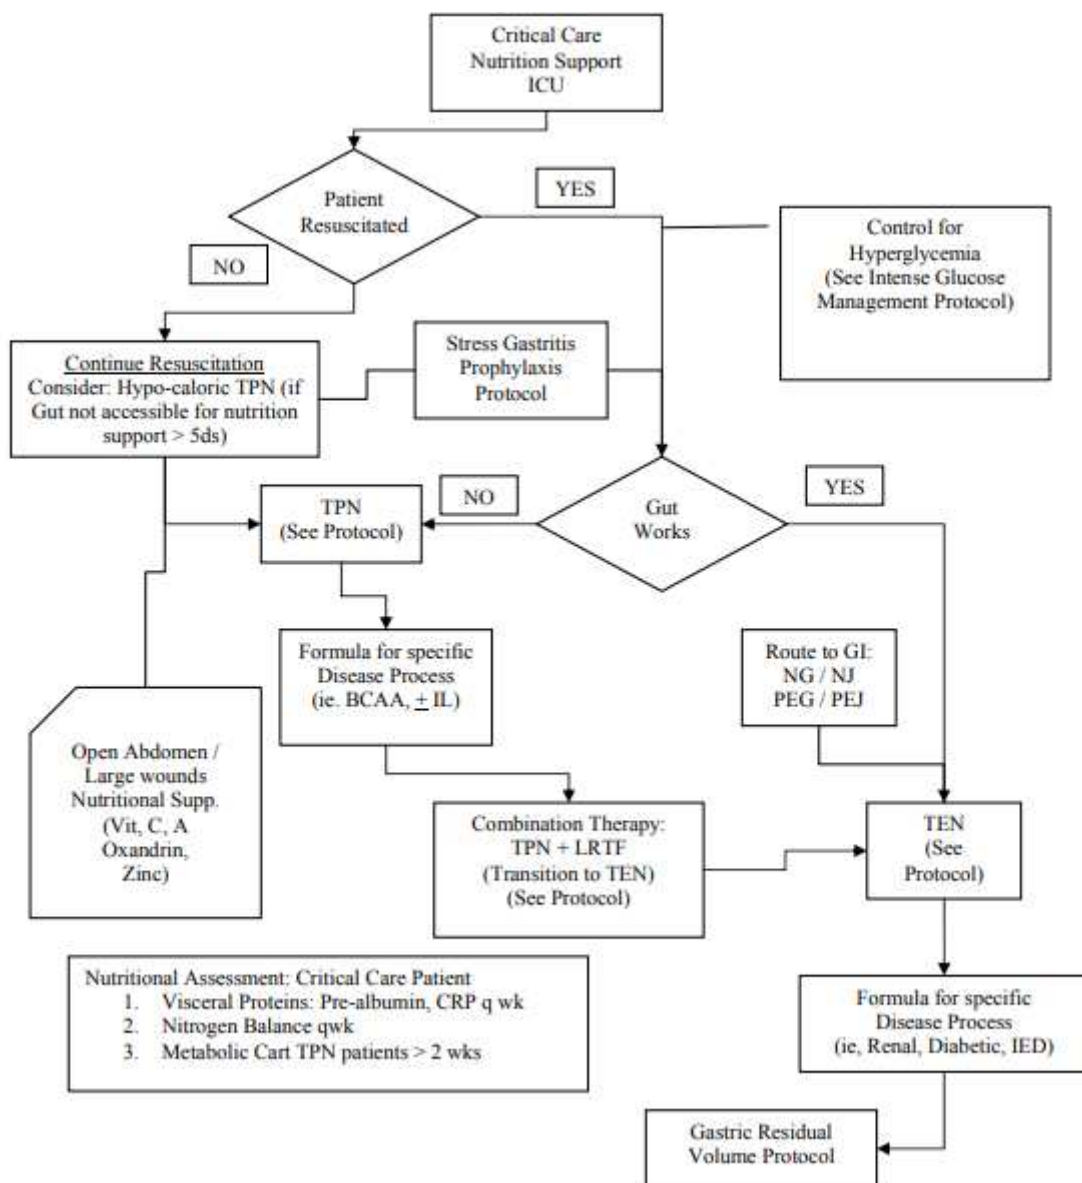 Critical Care
Nutrition Support
ICU
YES
Patient
Resuscitated
NO
Control for
Hyperglycemia
(See Intense Glucose
Management Protocol)
Continue Resuscitation
Consider: Hypo-caloric TPN (if
Gut not accessible for nutrition
support > 5ds)
Stress Gastritis
Prophylaxis
Protocol
TPN
(See Protocol)
NO
Gut
Works
YES
Formula for specific
Disease Process
(ie. BCAA, ± IL)
Route to GI:
NG / NJ
PEG / PEJ
Open Abdomen /
Large wounds
Nutritional Supp.
(Vit, C, A
Oxandrin,
Zinc)
Combination Therapy:
TPN + LRTF
(Transition to TEN)
(See Protocol)
TEN
(See
Protocol)
Nutritional Assessment: Critical Care Patient
1. Visceral Proteins: Pre-albumin, CRP q wk
2. Nitrogen Balance qwk
3. Metabolic Cart TPN patients > 2 wks
Formula for specific
Disease Process
(ie, Renal, Diabetic, IED)
Gastric Residual
Volume Protocol